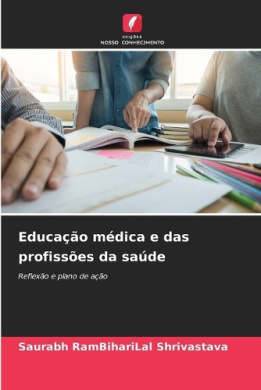 edições
NOSSO CONHECIMENTO
Educação médica e das
profissões da saúde
Reflexão e plano de ação
Saurabh RamBihariLal Shrivastava